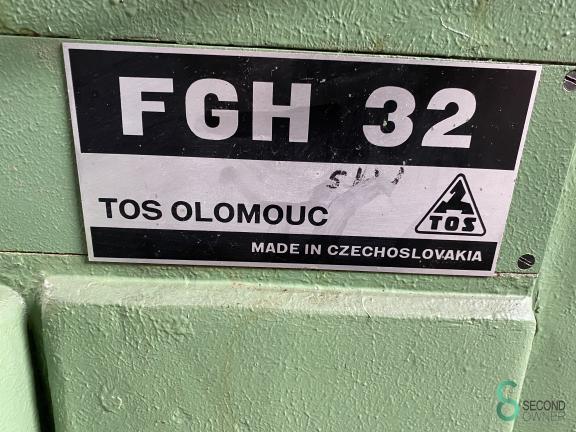 FGH 32
TOS OLOMOUC
TOS
MADE IN CZECHOSLOVAKIA
SECOND
OWNER